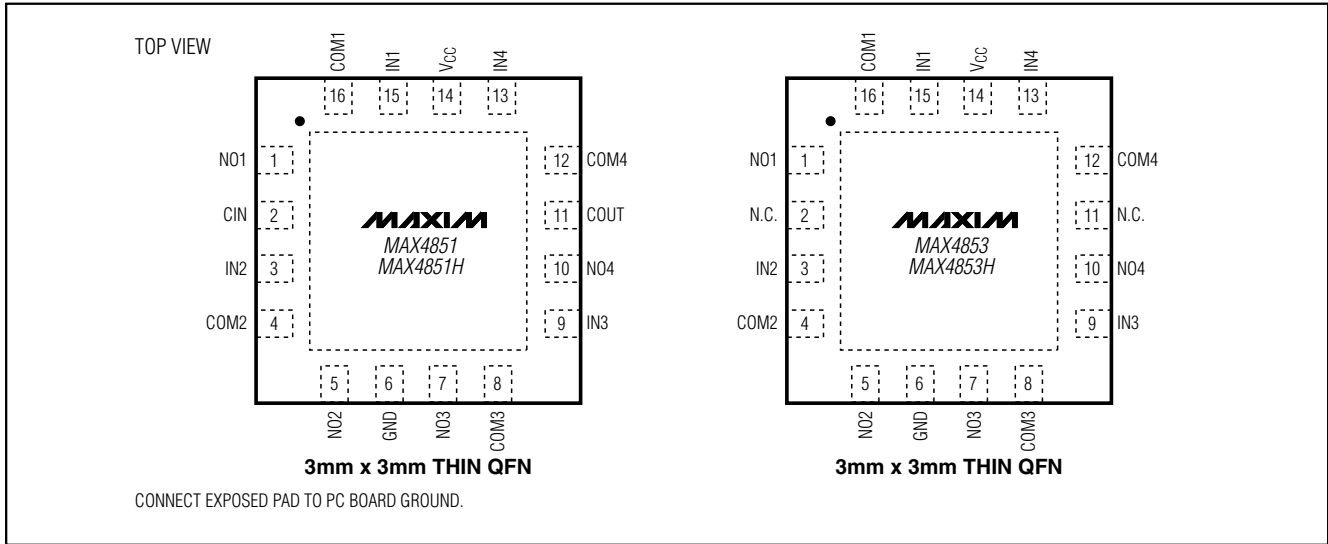 TOP VIEW
COM1 IN1 VCC IN4
16 15 14 13
NO1 1
CIN 2
IN2 3
COM2 4
12 COM4
11 COUT
10 NO4
9 IN3
MAXIM
MAX4851
MAX4851H
5 6 7 8
NO2 GND NO3 COM3
3mm x 3mm THIN QFN
COM1 IN1 VCC IN4
16 15 14 13
NO1 1
N.C. 2
IN2 3
COM2 4
12 COM4
11 N.C.
10 NO4
9 IN3
MAXIM
MAX4853
MAX4853H
5 6 7 8
NO2 GND NO3 COM3
3mm x 3mm THIN QFN
CONNECT EXPOSED PAD TO PC BOARD GROUND.